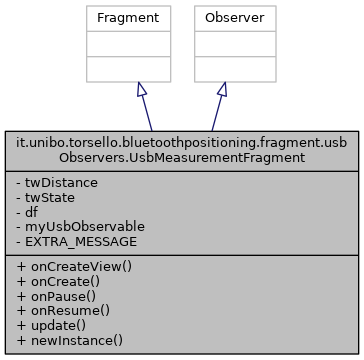 Fragment
Observer
it.unibo.torsello.bluetoothpositioning.fragment.usb
Observers.UsbMeasurementFragment
- twDistance
- twState
- df
- myUsbObservable
- EXTRA_MESSAGE
+ onCreateView()
+ onCreate()
+ onPause()
+ onResume()
+ update()
+ newInstance()